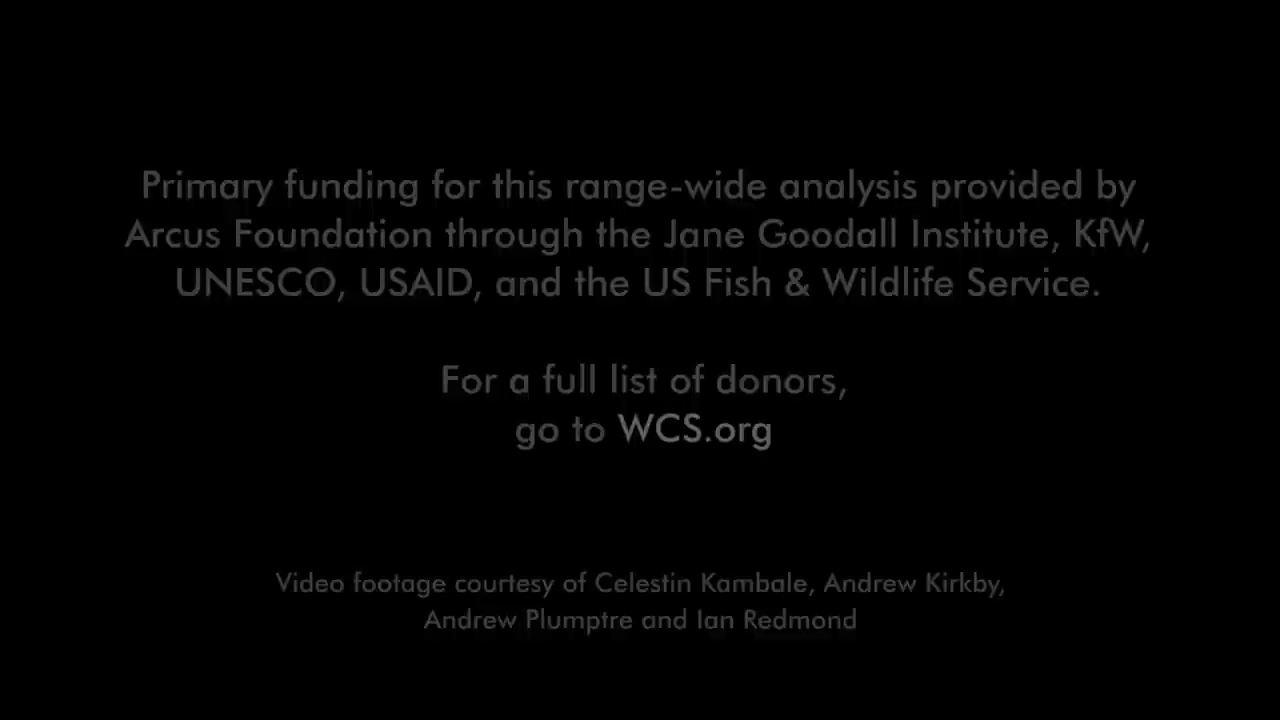 Primary funding for this range-wide analysis provided by
Arcus Foundation through the Jane Goodall Institute, KfW,
UNESCO, USAID, and the US Fish & Wildlife Service.
For a full list of donors,
go to WCS.org
Video footage courtesy of Celestin Kambale, Andrew Kirkby,
Andrew Plumptre and Ian Redmond